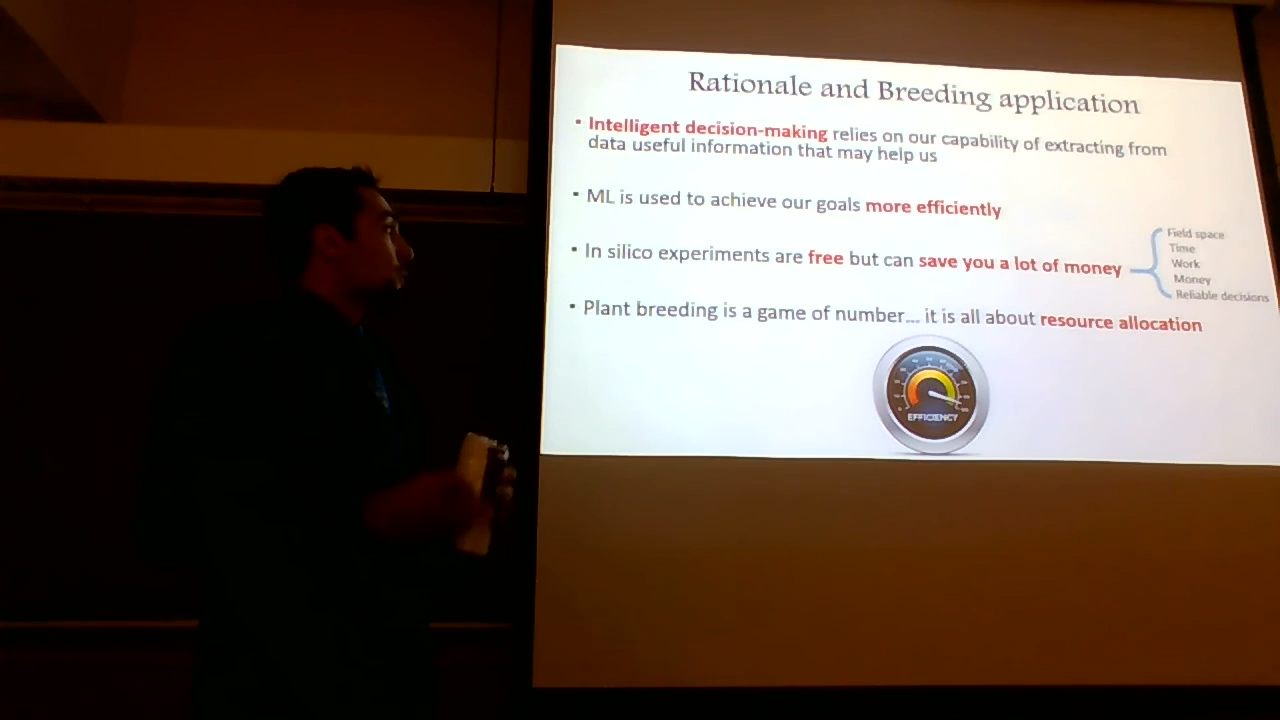 Rationale and Breeding application
▪ Intelligent decision-making relies on our capability of extracting from
data useful information that may help us
▪ ML is used to achieve our goals more efficiently
▪ In silico experiments are free but can save you a lot of money
Field space
Time
Work
Money
Reliable decisions
▪ Plant breeding is a game of number... it is all about resource allocation
EFFICIENCY